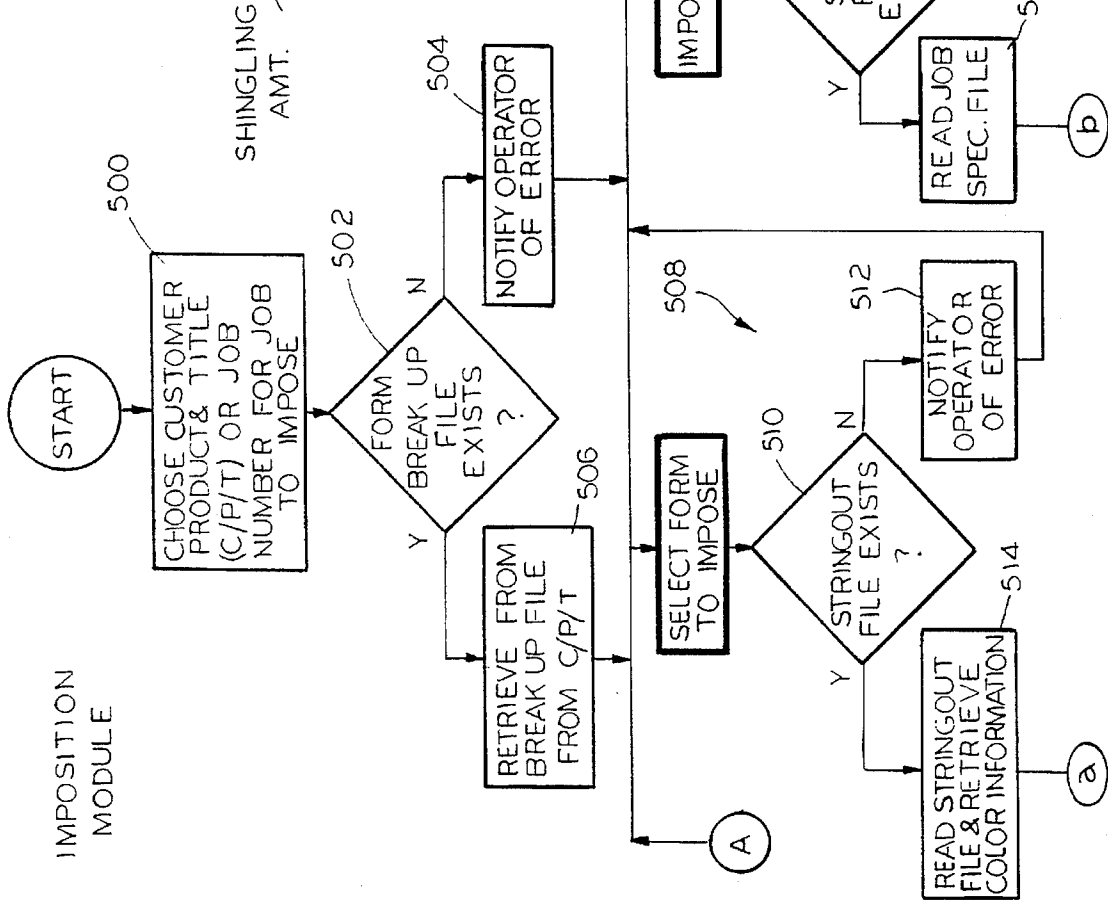 IMPOSITION
MODULE
START
500
CHOOSE CUSTOMER
PRODUCT & TITLE
(C/P/T) OR JOB
NUMBER FOR JOB
TO IMPOSE
SHINGLING
AMT.
502
FORM
BREAK UP
FILE
EXISTS
?
Y
N
504
NOTIFY OPERATOR
OF ERROR
506
RETRIEVE FROM
BREAK UP FILE
FROM C/P/T
A
508
SELECT FORM
TO IMPOSE
510
STRINGOUT
FILE EXISTS
?
Y
N
512
NOTIFY
OPERATOR
OF ERROR
514
READ STRINGOUT
FILE & RETRIEVE
COLOR INFORMATION
a
IMPO
S
E
Y
READ JOB
SPEC. FILE
5
b